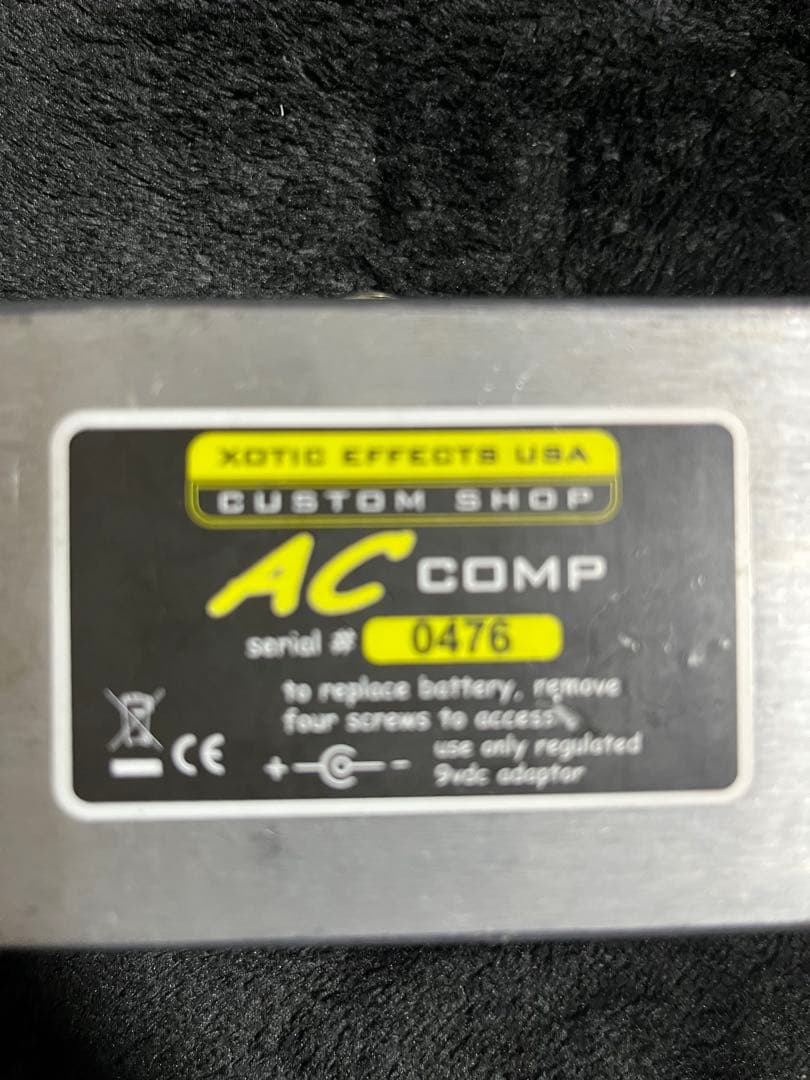 XOTIC EFFECTS USA
CUSTOM SHOP
AC COMP
serial # 0476
to replace battery, remove
four screws to access
use only regulated
9vdc adaptor
CE
+ -